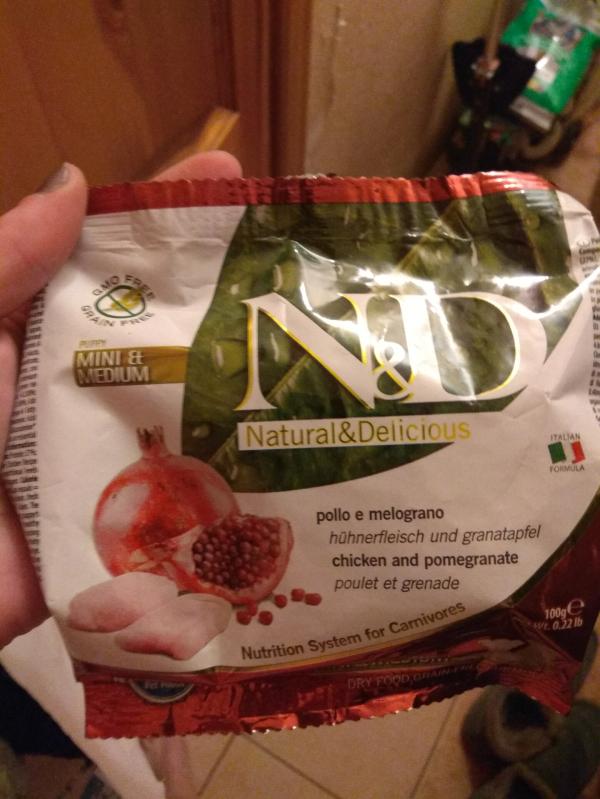 GMO FREE
GRAIN FREE
PUPPY
MINI &
MEDIUM
N&D
Natural&Delicious
ITALIAN
FORMULA
pollo e melograno
hühnerfleisch und granatapfel
chicken and pomegranate
poulet et grenade
100g e
Wt. 0.22 lb
Nutrition System for Carnivores
DRY FOOD, GRAIN-FREE